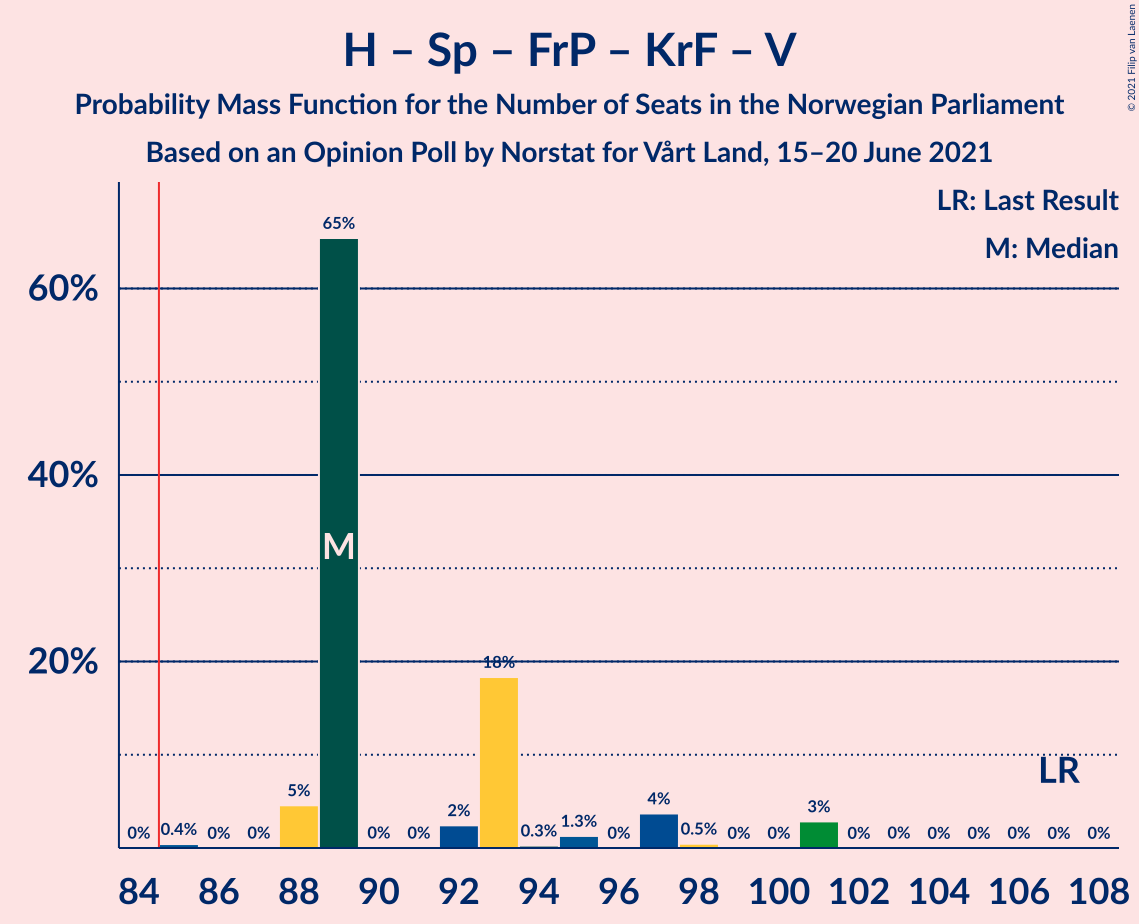 H – Sp – FrP – KrF – V
Probability Mass Function for the Number of Seats in the Norwegian Parliament
Based on an Opinion Poll by Norstat for Vårt Land, 15–20 June 2021
© 2021 Filip van Laenen
LR: Last Result
M: Median
65%
60%
M
40%
18%
20%
LR
0% 0.4% 0% 0% 5% 0% 0% 2% 0.3% 1.3% 0% 4% 0.5% 0% 0% 3% 0% 0% 0% 0% 0% 0% 0%
84 86 88 90 92 94 96 98 100 102 104 106 108